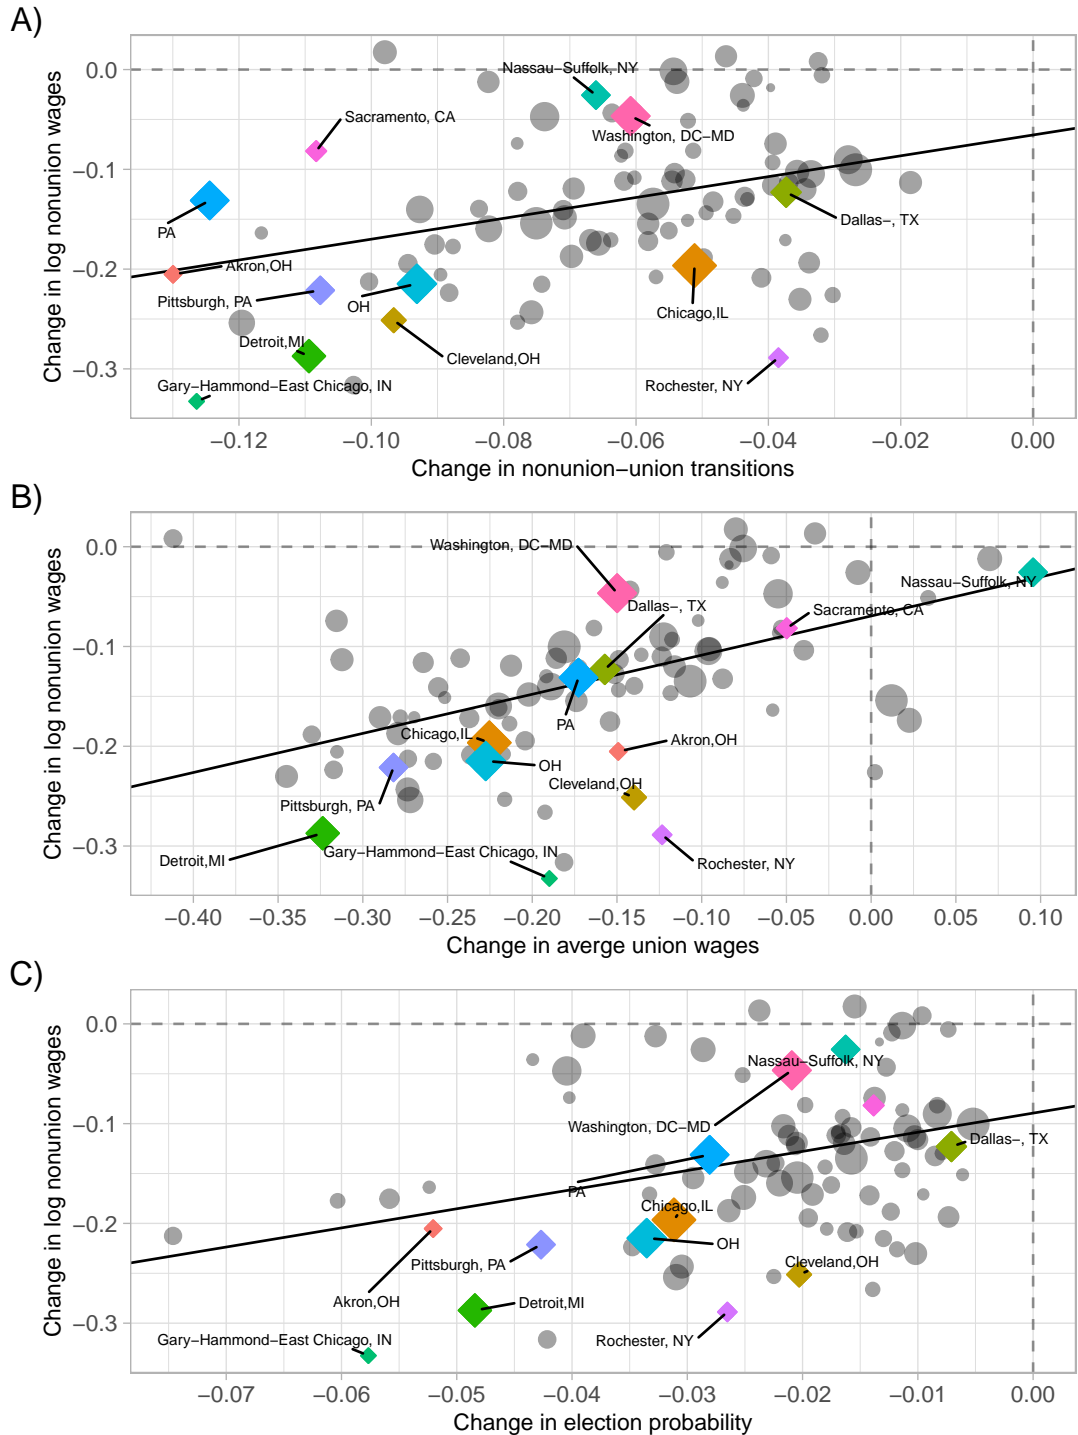 A)
Change in log nonunion wages
0.0
−0.1
−0.2
−0.3
Nassau−Suffolk, NY
Sacramento, CA
Washington, DC−MD
PA
Dallas−, TX
Akron,OH
Pittsburgh, PA
OH
Chicago,IL
Detroit,MI
Cleveland,OH
Gary−Hammond−East Chicago, IN
Rochester, NY
−0.12 −0.10 −0.08 −0.06 −0.04 −0.02 0.00
Change in nonunion−union transitions
B)
Change in log nonunion wages
0.0
−0.1
−0.2
−0.3
Washington, DC−MD
Nassau−Suffolk, NY
Dallas−, TX
Sacramento, CA
PA
Chicago,IL
Akron,OH
OH
Cleveland,OH
Pittsburgh, PA
Gary−Hammond−East Chicago, IN
Detroit,MI
Rochester, NY
−0.40 −0.35 −0.30 −0.25 −0.20 −0.15 −0.10 −0.05 0.00 0.05 0.10
Change in averge union wages
C)
Change in log nonunion wages
0.0
−0.1
−0.2
−0.3
Nassau−Suffolk, NY
Washington, DC−MD
Dallas−, TX
PA
Chicago,IL
OH
Pittsburgh, PA
Cleveland,OH
Akron,OH
Detroit,MI
Gary−Hammond−East Chicago, IN
Rochester, NY
−0.07 −0.06 −0.05 −0.04 −0.03 −0.02 −0.01 0.00
Change in election probability